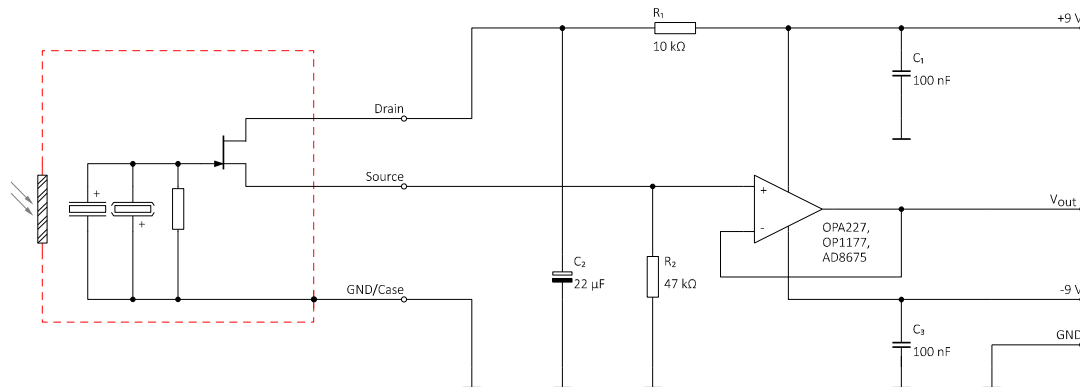 R₁
10 kΩ
+9 V
C₁
100 nF
Drain
+
Source
+
+
-
Vout
OPA227,
OP1177,
AD8675
C₂
22 µF
R₂
47 kΩ
GND/Case
-9 V
C₃
100 nF
GND